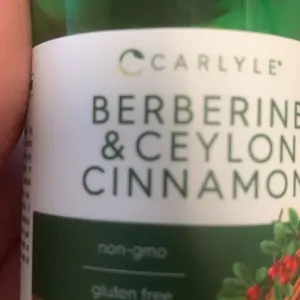 CARLYLE
BERBERINE
& CEYLON
CINNAMON
non-gmo
gluten free